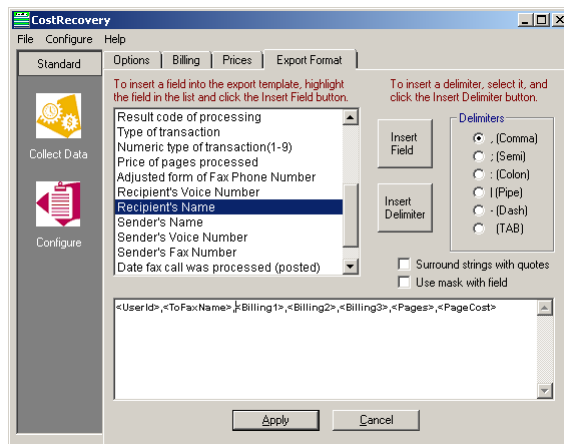 CostRecovery
File Configure Help
Standard
Options Billing Prices Export Format
To insert a field into the export template, highlight
the field in the list and click the Insert Field button.
To insert a delimiter, select it, and
click the Insert Delimiter button.
Result code of processing
Type of transaction
Numeric type of transaction(1-9)
Price of pages processed
Adjusted form of Fax Phone Number
Recipient's Voice Number
Recipient's Name
Sender's Name
Sender's Voice Number
Sender's Fax Number
Date fax call was processed (posted)
Insert
Field
Insert
Delimiter
Delimiters
, (Comma)
; (Semi)
: (Colon)
| (Pipe)
- (Dash)
(TAB)
Collect Data
Configure
Surround strings with quotes
Use mask with field
<UserId>,<ToFaxName>,<Billing1>,<Billing2>,<Billing3>,<Pages>,<PageCost>
Apply Cancel